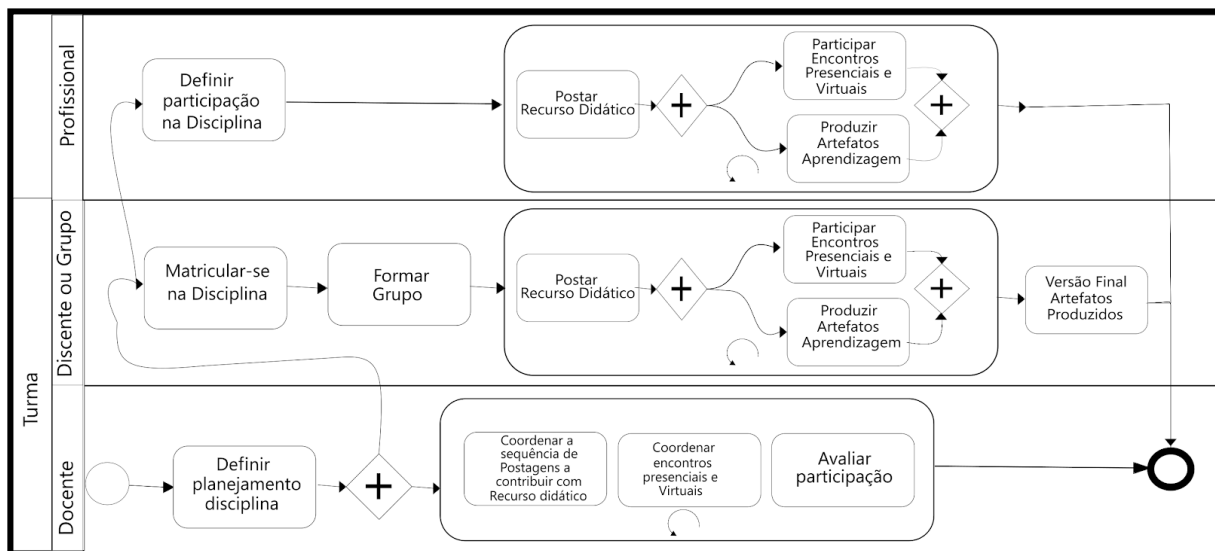 Profissional
Definir
participação
na Disciplina
Postar
Recurso Didático
Participar
Encontros
Presenciais e
Virtuais
Produzir
Artefatos
Aprendizagem
Turma
Discente ou Grupo
Matricular-se
na Disciplina
Formar
Grupo
Postar
Recurso Didático
Participar
Encontros
Presenciais e
Virtuais
Produzir
Artefatos
Aprendizagem
Versão Final
Artefatos
Produzidos
Docente
Definir
planejamento
disciplina
Coordenar a
sequência de
Postagens a
contribuir com
Recurso didático
Coordenar
encontros
presenciais e
Virtuais
Avaliar
participação